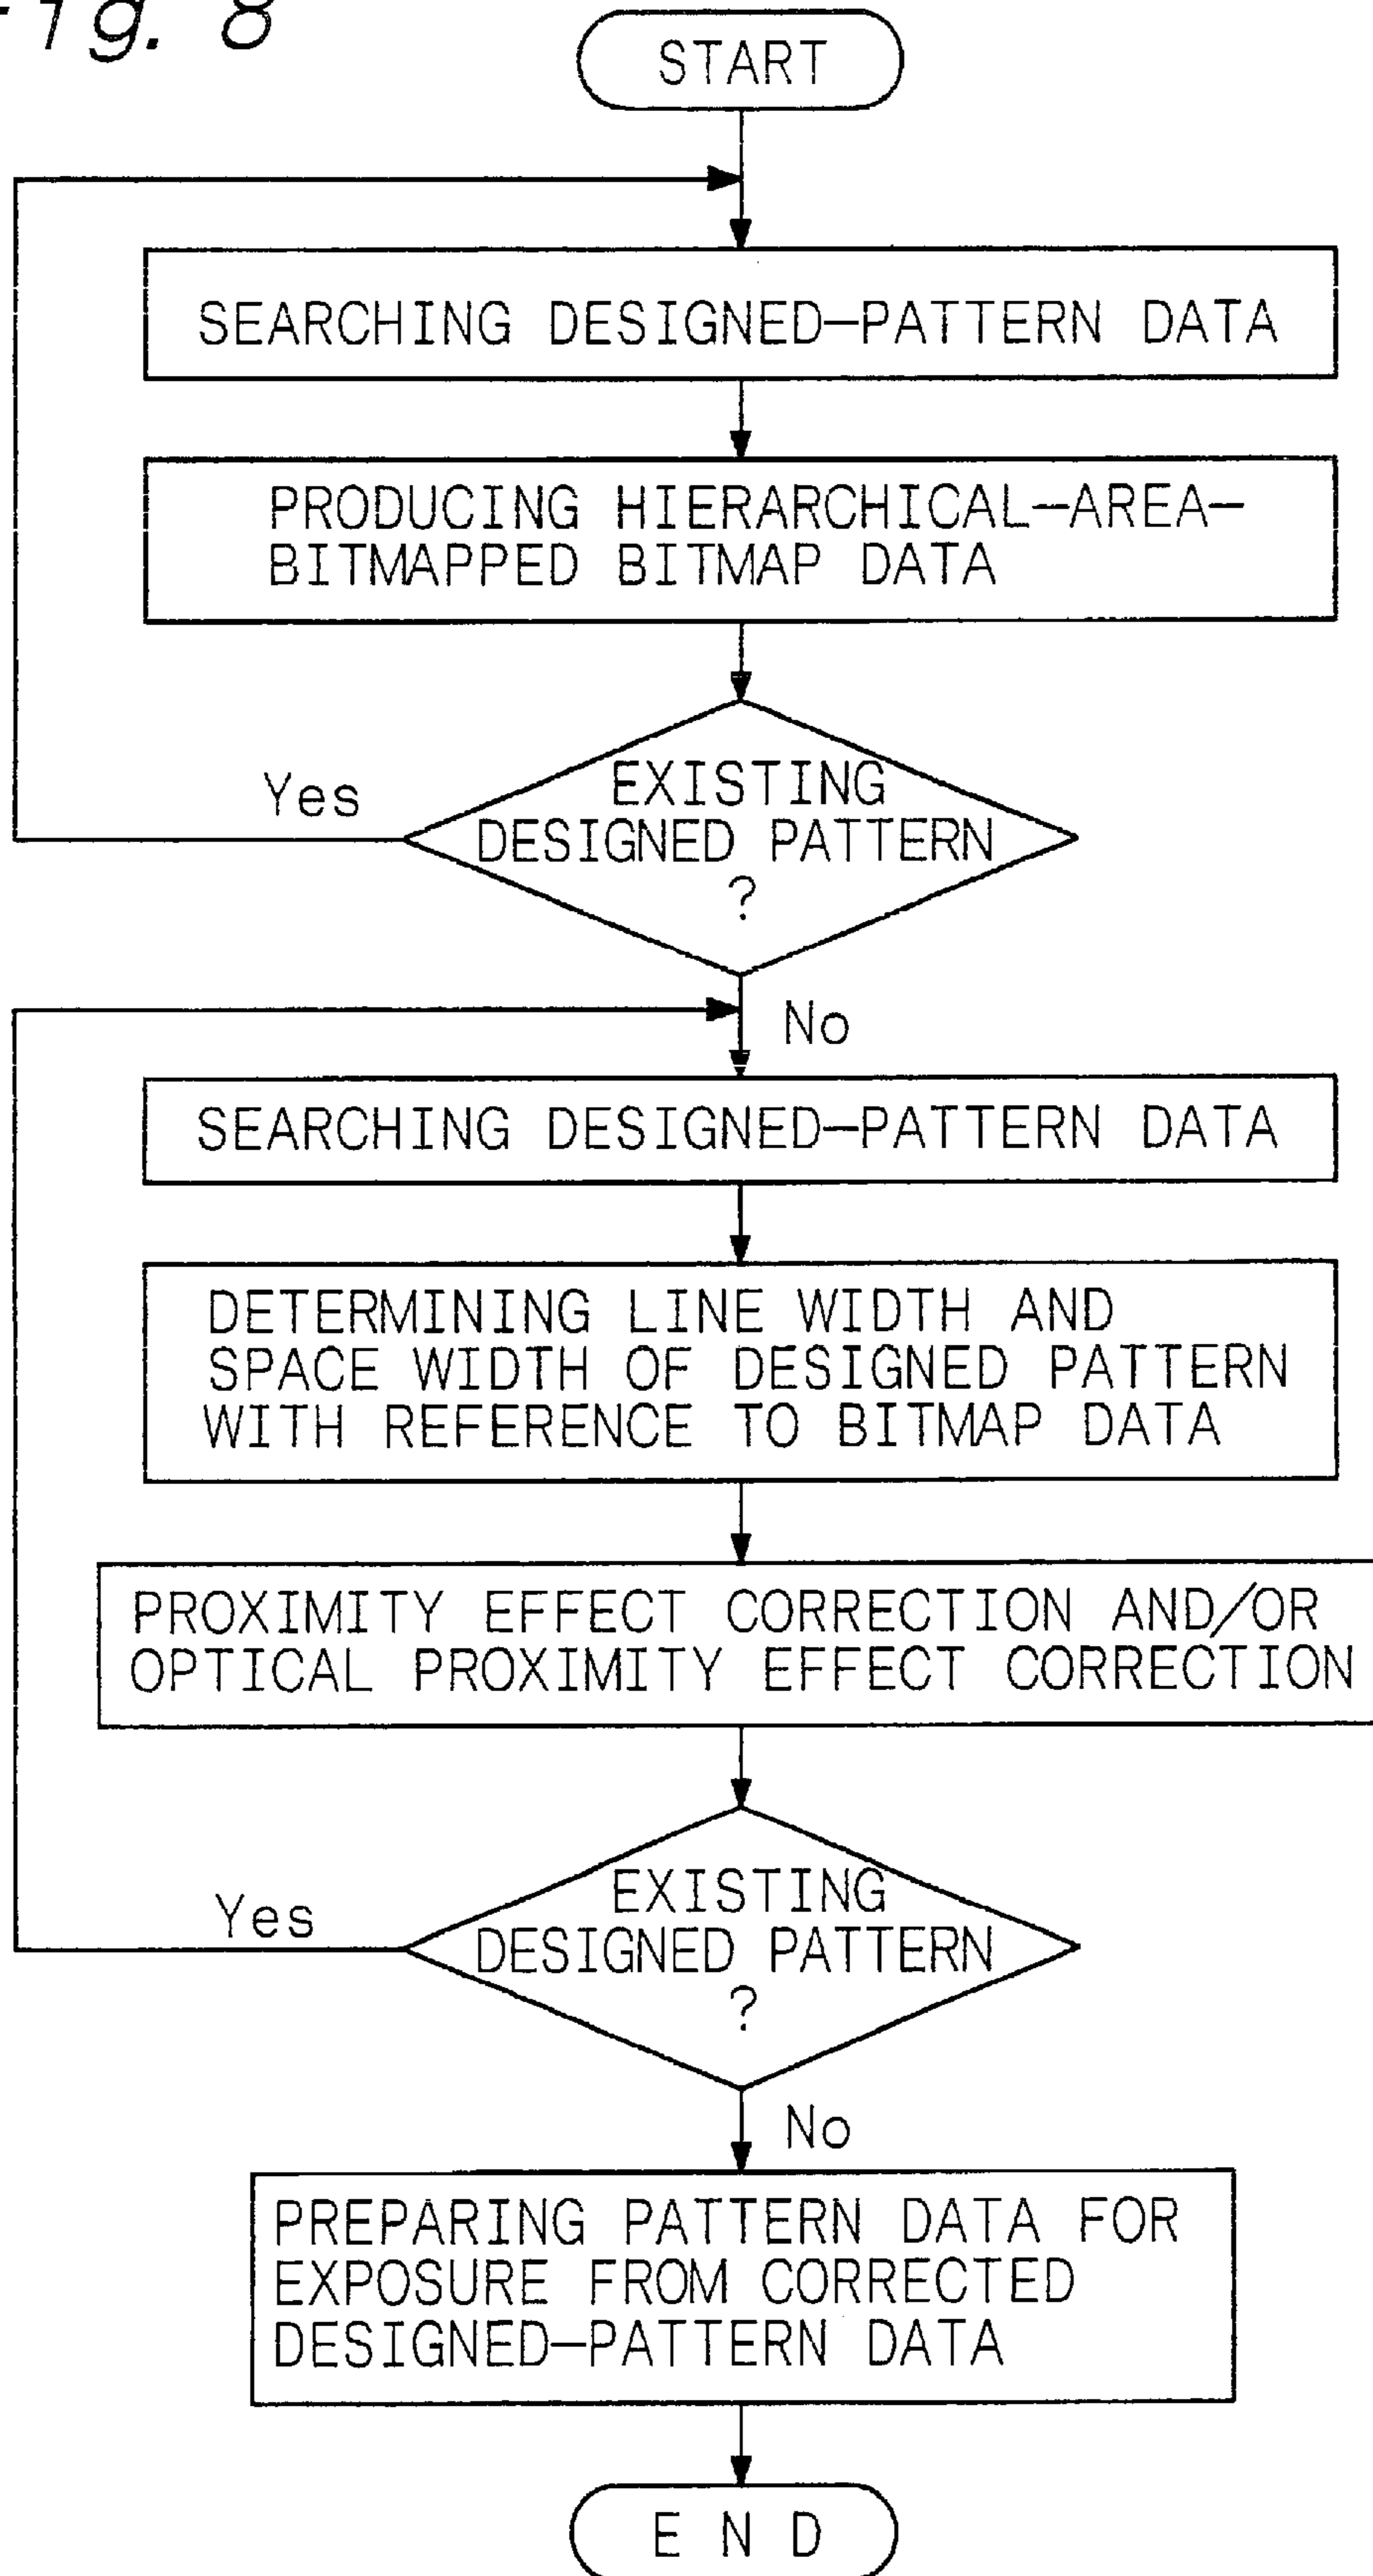 Fig. 8
START
SEARCHING DESIGNED-PATTERN DATA
PRODUCING HIERARCHICAL-AREA-
BITMAPPED BITMAP DATA
EXISTING
DESIGNED PATTERN
?
Yes
No
SEARCHING DESIGNED-PATTERN DATA
DETERMINING LINE WIDTH AND
SPACE WIDTH OF DESIGNED PATTERN
WITH REFERENCE TO BITMAP DATA
PROXIMITY EFFECT CORRECTION AND/OR
OPTICAL PROXIMITY EFFECT CORRECTION
EXISTING
DESIGNED PATTERN
?
Yes
No
PREPARING PATTERN DATA FOR
EXPOSURE FROM CORRECTED
DESIGNED-PATTERN DATA
E N D